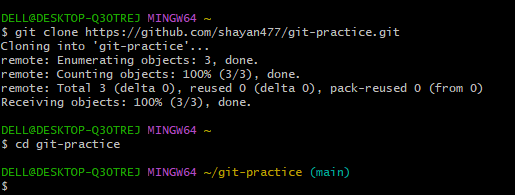 DELL@DESKTOP-Q3OTREJ MINGW64 ~
$ git clone https://github.com/shayan477/git-practice.git
Cloning into 'git-practice'...
remote: Enumerating objects: 3, done.
remote: Counting objects: 100% (3/3), done.
remote: Total 3 (delta 0), reused 0 (delta 0), pack-reused 0 (from 0)
Receiving objects: 100% (3/3), done.
DELL@DESKTOP-Q3OTREJ MINGW64 ~
$ cd git-practice
DELL@DESKTOP-Q3OTREJ MINGW64 ~/git-practice (main)
$